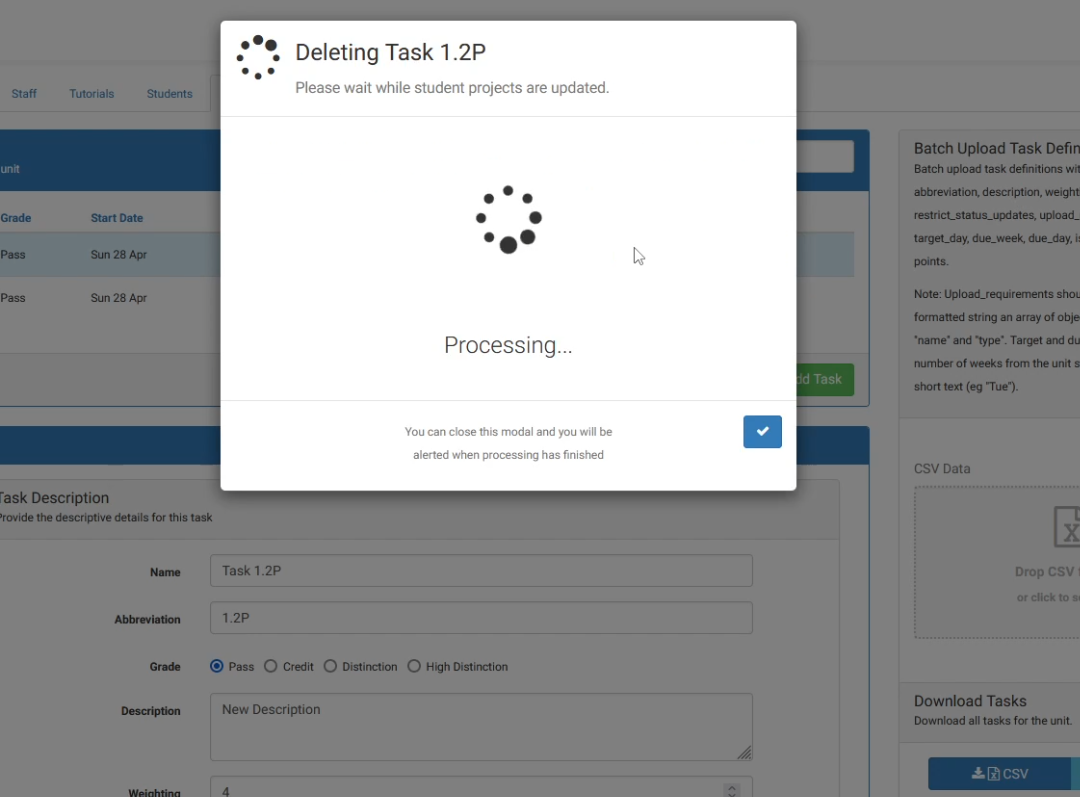 Deleting Task 1.2P
Please wait while student projects are updated.
Staff
Tutorials
Students
unit
Grade
Start Date
Pass
Sun 28 Apr
Pass
Sun 28 Apr
Processing...
dd Task
You can close this modal and you will be
alerted when processing has finished
Task Description
Provide the descriptive details for this task
Name
Task 1.2P
Abbreviation
1.2P
Grade
Pass
Credit
Distinction
High Distinction
Description
New Description
Weighting
4
Batch Upload Task Defin
Batch upload task definitions wit
abbreviation, description, weight
restrict_status_updates, upload_
target_day, due_week, due_day, is
points.
Note: Upload_requirements shou
formatted string an array of obje
"name" and "type". Target and du
number of weeks from the unit s
short text (eg "Tue").
CSV Data
Drop CSV
or click to se
Download Tasks
Download all tasks for the unit.
CSV